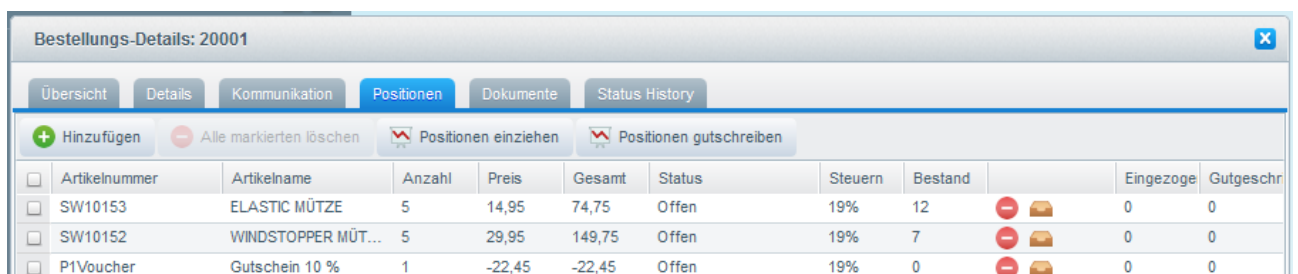 Bestellungs-Details: 20001
Übersicht Details Kommunikation Positionen Dokumente Status History
Hinzufügen Alle markierten löschen Positionen einziehen Positionen gutschreiben
Artikelnummer Artikelname Anzahl Preis Gesamt Status Steuern Bestand Eingezoge Gutgeschri
SW10153 ELASTIC MÜTZE 5 14,95 74,75 Offen 19% 12 0 0
SW10152 WINDSTOPPER MÜT... 5 29,95 149,75 Offen 19% 7 0 0
P1Voucher Gutschein 10 % 1 -22,45 -22,45 Offen 19% 0 0 0